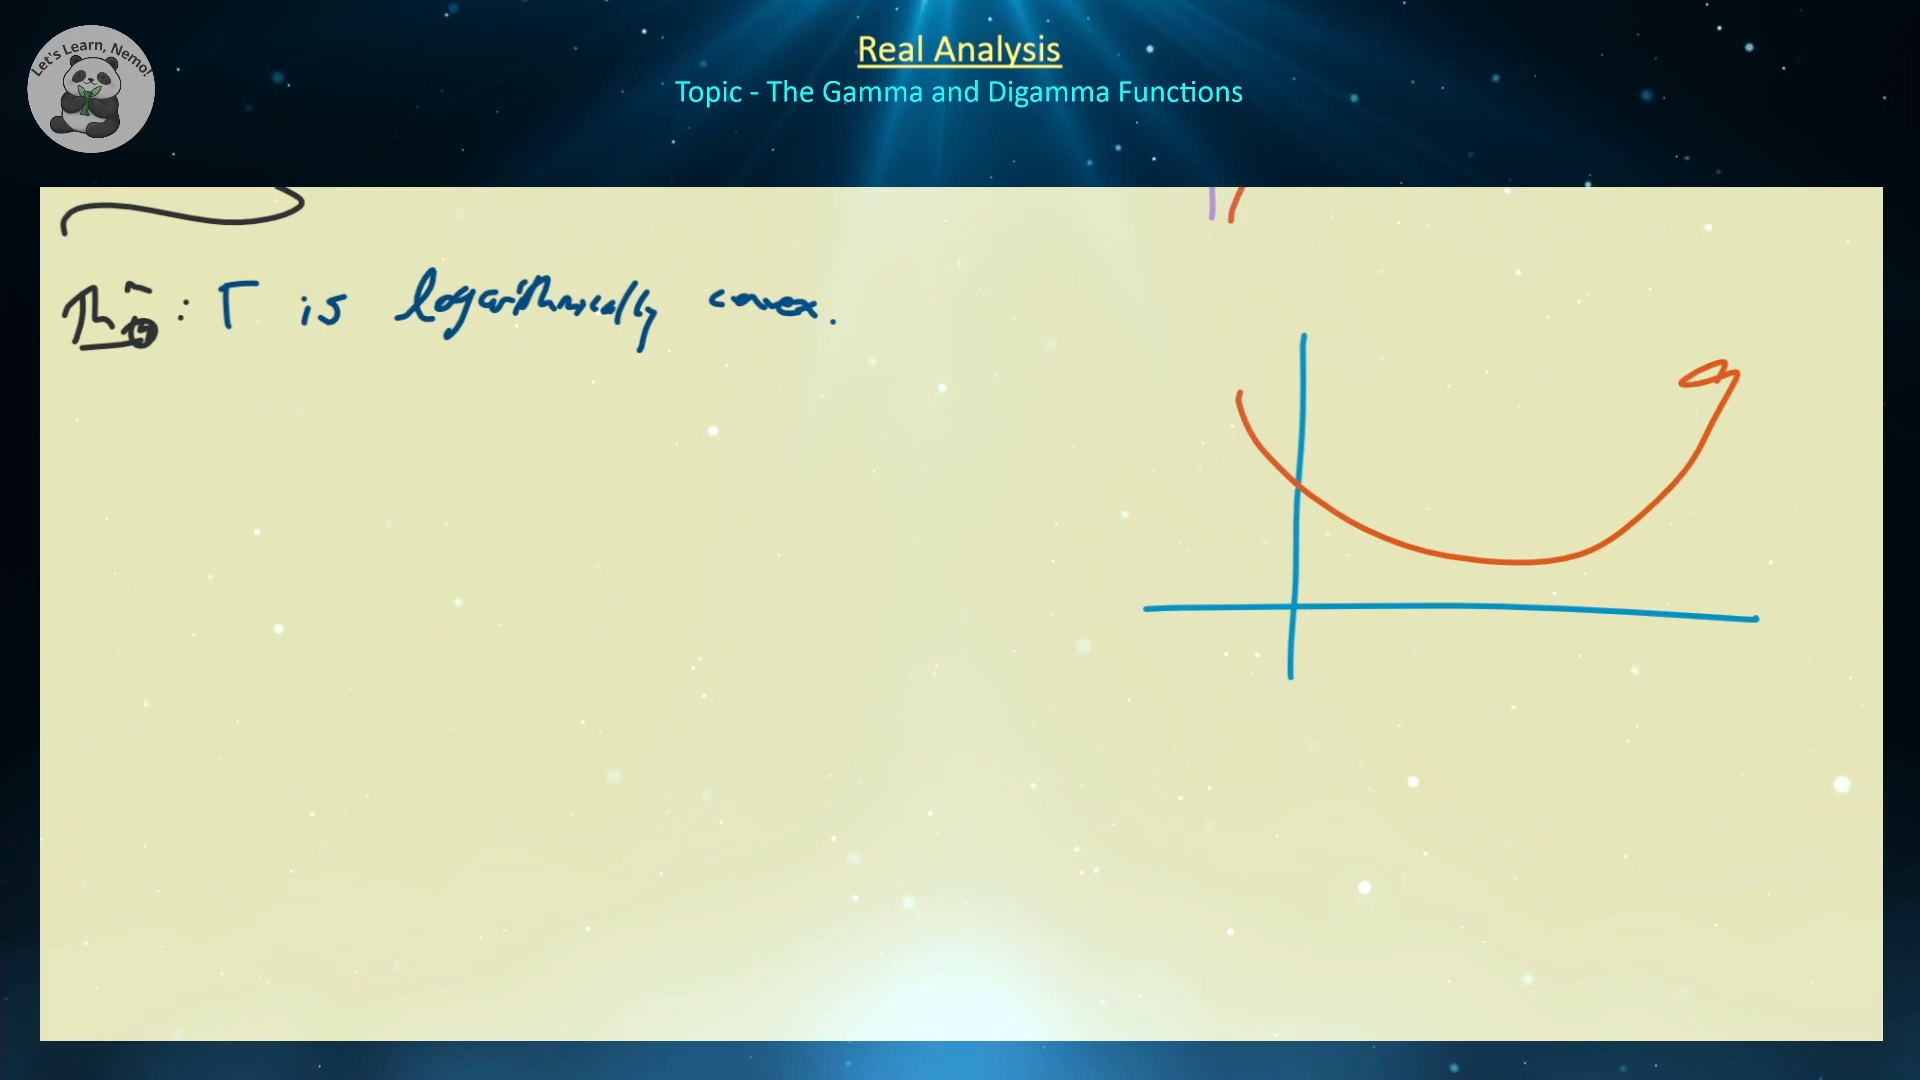 Let's Learn, Nemo!
Real Analysis
Topic - The Gamma and Digamma Functions
: Γ is logarithmically convex.